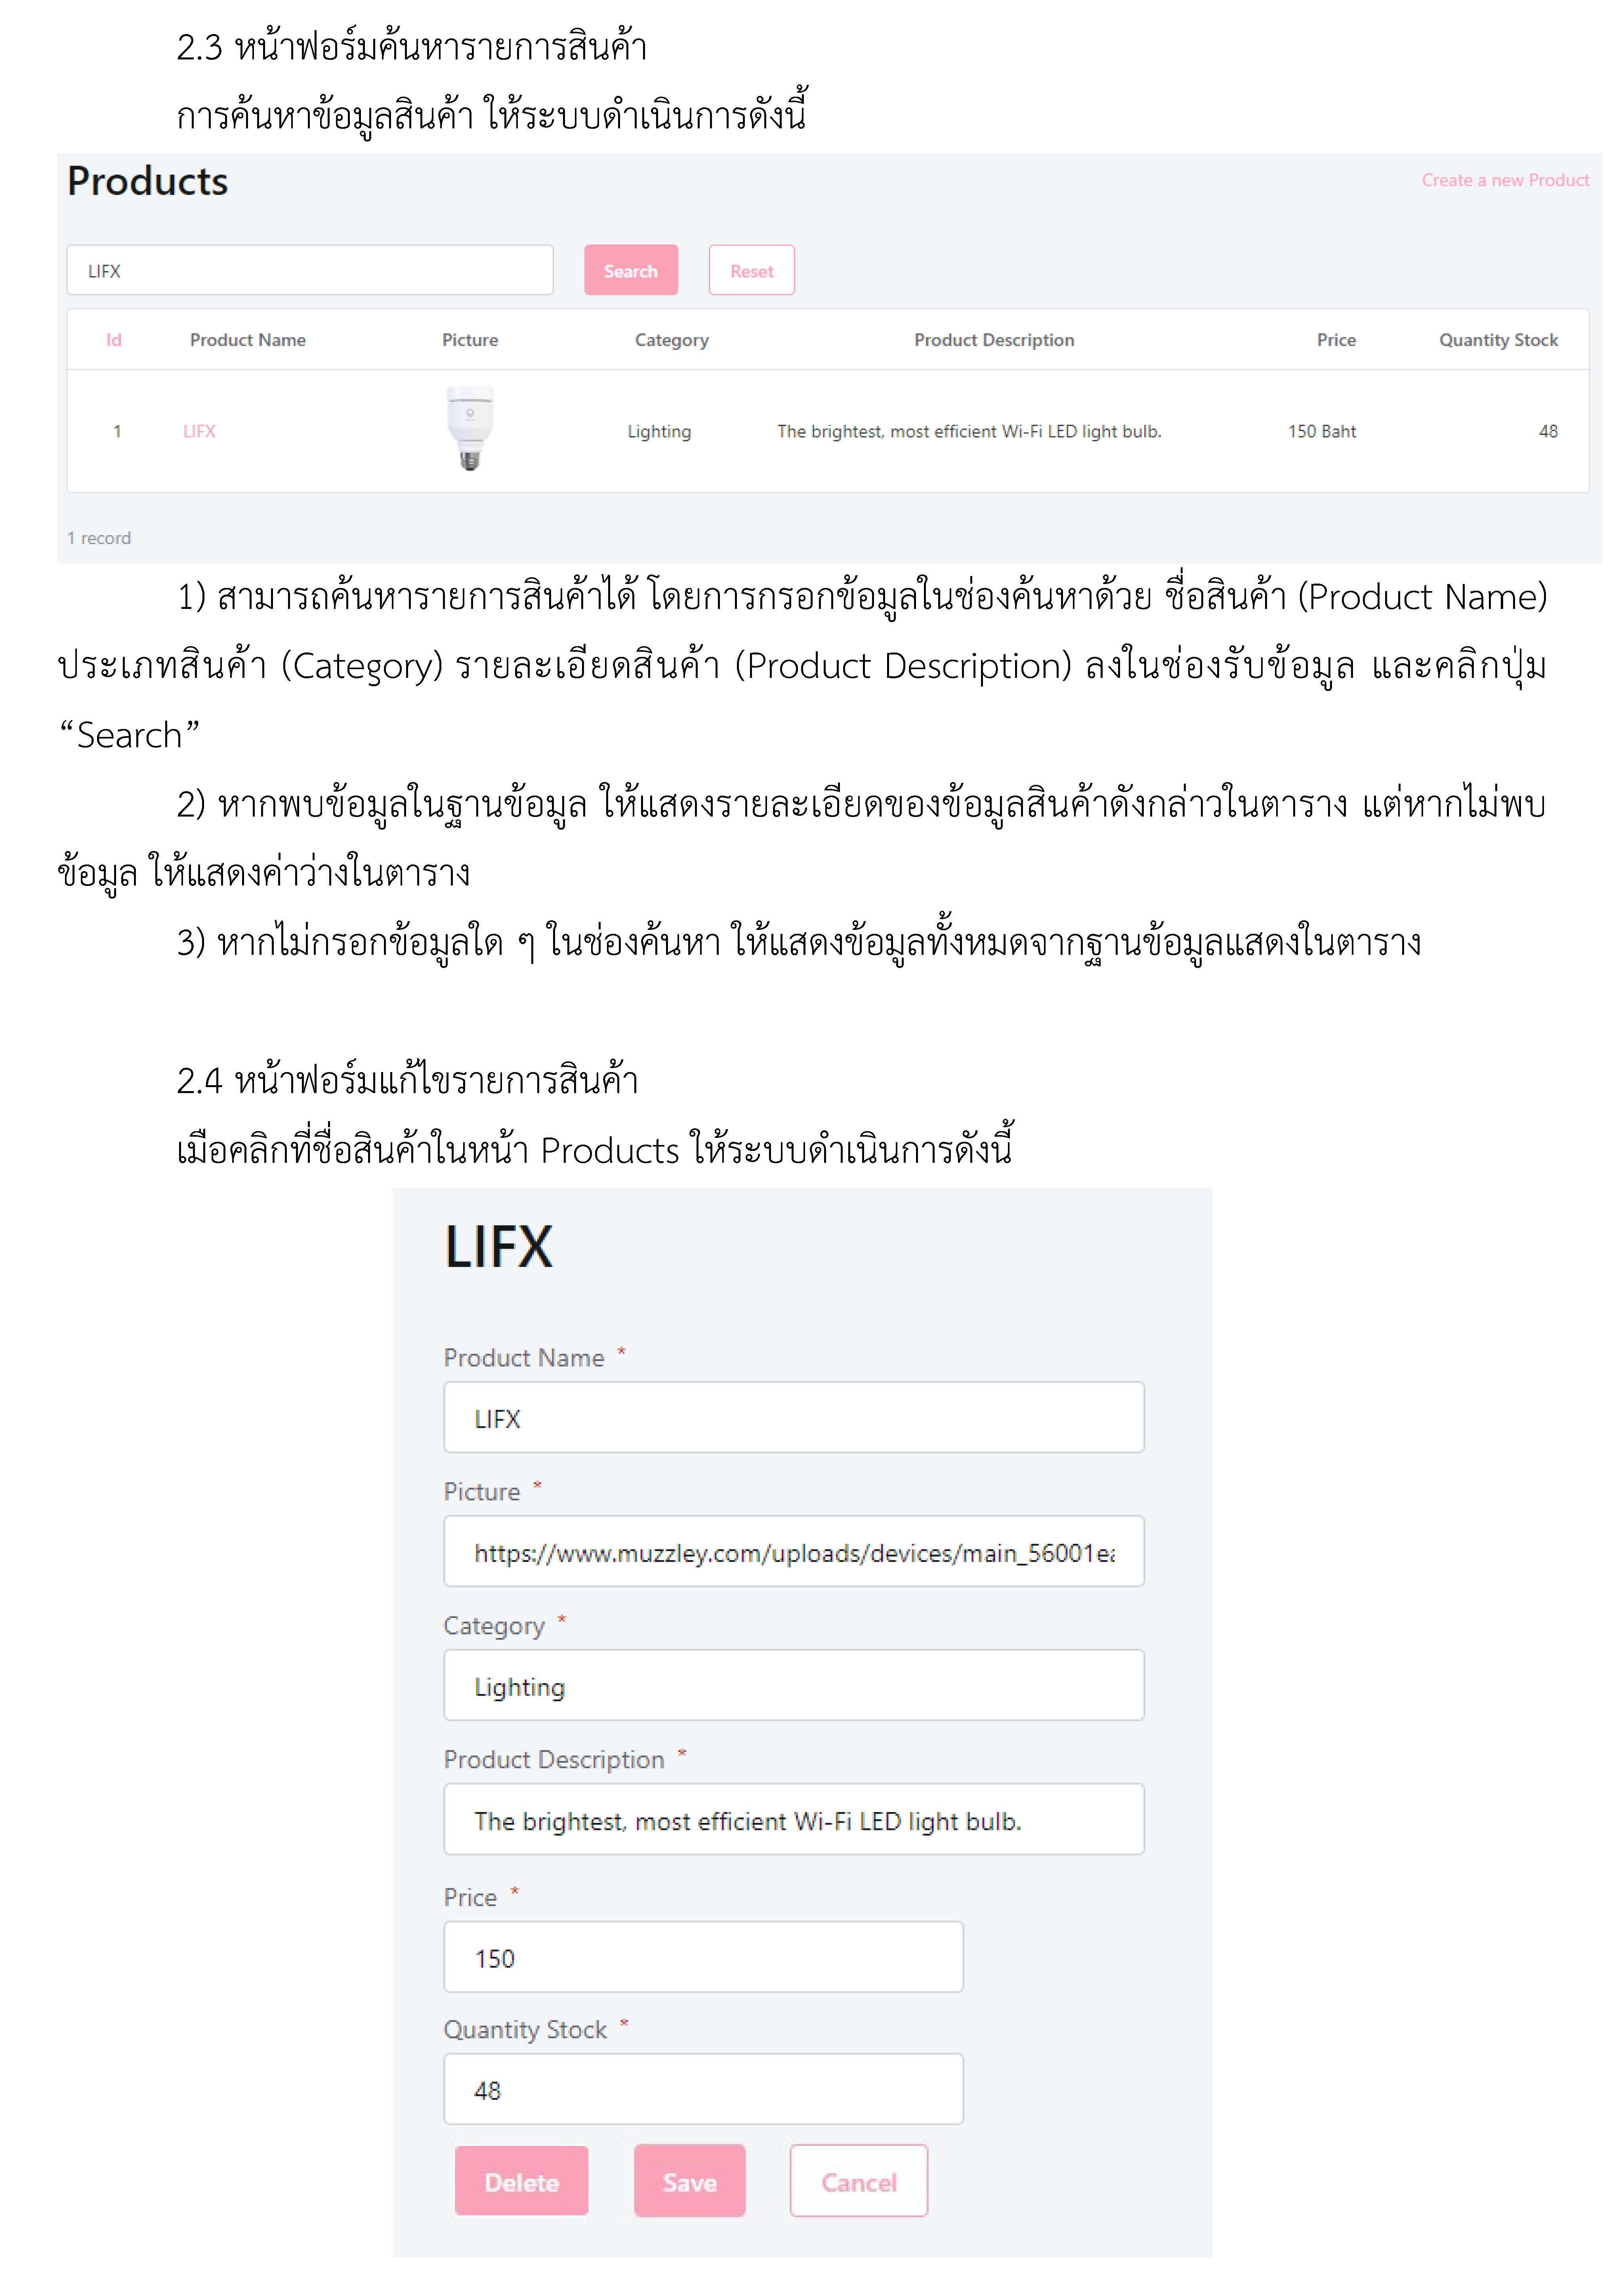 2.3 หน้าฟอร์มค้นหารายการสินค้า
การค้นหาข้อมูลสินค้า ให้ระบบดำเนินการดังนี้
Products
Create a new Product
LIFX
Search
Reset
Id Product Name Picture Category Product Description Price Quantity Stock
1 LIFX Lighting The brightest, most efficient Wi-Fi LED light bulb. 150 Baht 48
1 record
1) สามารถค้นหารายการสินค้าได้ โดยการกรอกข้อมูลในช่องค้นหาด้วย ชื่อสินค้า (Product Name)
ประเภทสินค้า (Category) รายละเอียดสินค้า (Product Description) ลงในช่องรับข้อมูล และคลิกปุ่ม
“Search”
2) หากพบข้อมูลในฐานข้อมูล ให้แสดงรายละเอียดของข้อมูลสินค้าดังกล่าวในตาราง แต่หากไม่พบ
ข้อมูล ให้แสดงค่าว่างในตาราง
3) หากไม่กรอกข้อมูลใด ๆ ในช่องค้นหา ให้แสดงข้อมูลทั้งหมดจากฐานข้อมูลแสดงในตาราง
2.4 หน้าฟอร์มแก้ไขรายการสินค้า
เมือคลิกที่ชื่อสินค้าในหน้า Products ให้ระบบดำเนินการดังนี้
LIFX
Product Name *
LIFX
Picture *
https://www.muzzley.com/uploads/devices/main_56001e
Category *
Lighting
Product Description *
The brightest, most efficient Wi-Fi LED light bulb.
Price *
150
Quantity Stock *
48
Delete
Save
Cancel